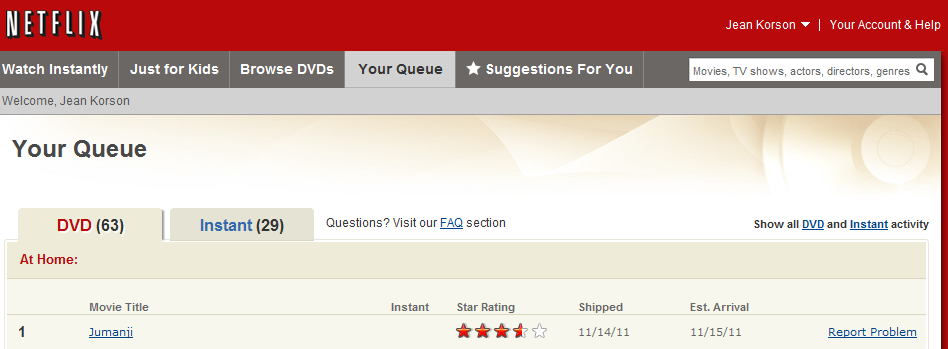 NETFLIX
Jean Korson | Your Account & Help
Watch Instantly Just for Kids Browse DVDs Your Queue Suggestions For You Movies, TV shows, actors, directors, genres
Welcome, Jean Korson
Your Queue
DVD (63) Instant (29) Questions? Visit our FAQ section Show all DVD and Instant activity
At Home:
Movie Title Instant Star Rating Shipped Est. Arrival
1 Jumanji 11/14/11 11/15/11 Report Problem